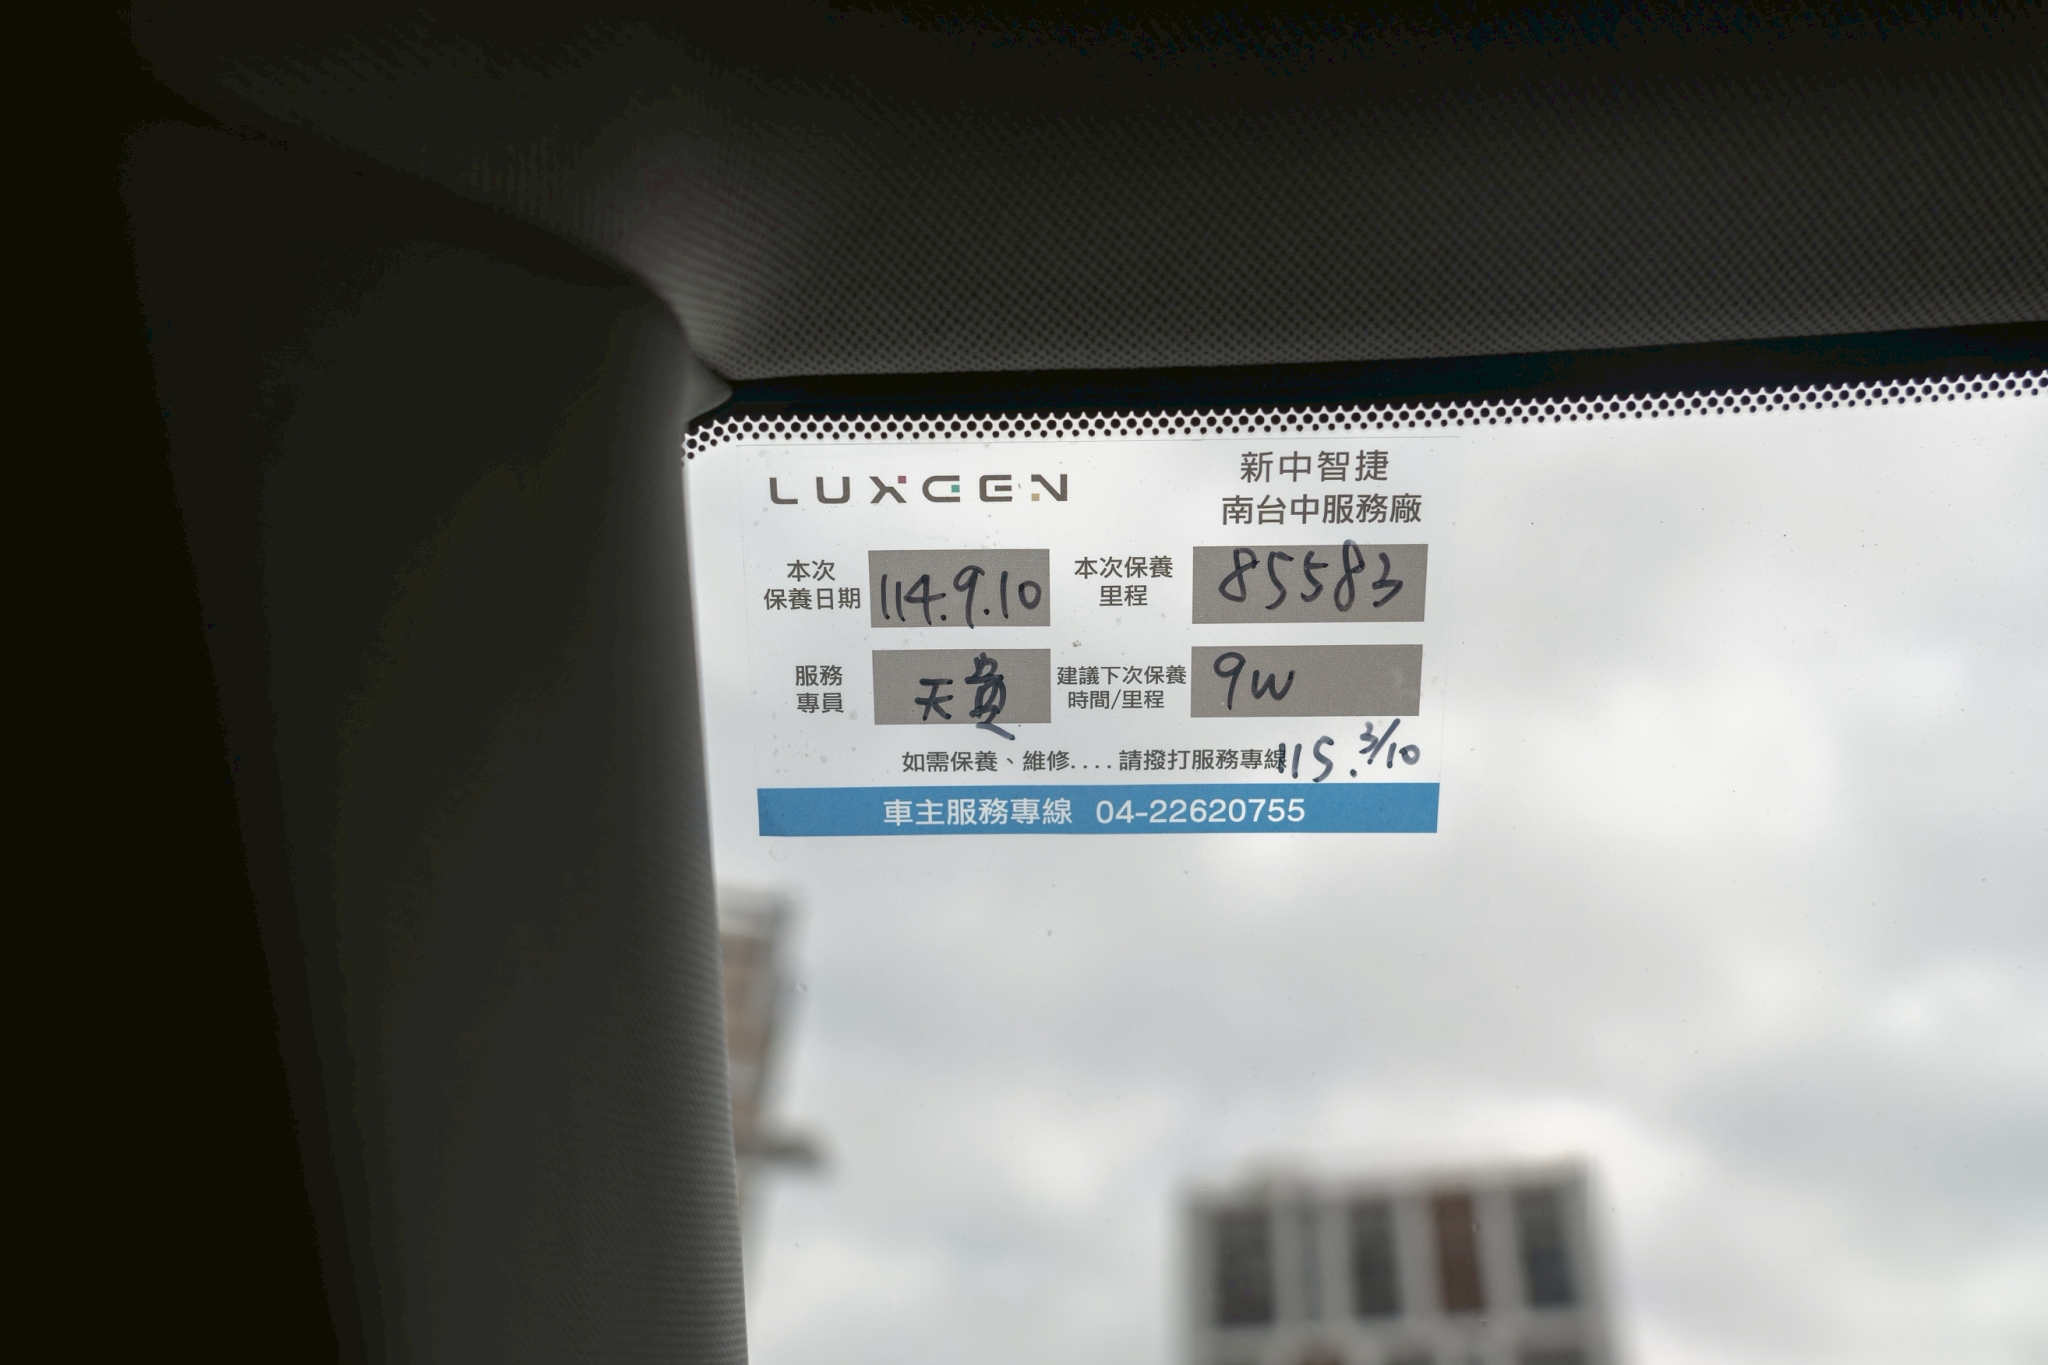 LUXGEN
新中智捷
南台中服務廠
本次
保養日期
114.9.10
本次保養
里程
85583
服務
專員
天貴
建議下次保養
時間/里程
9W
115.3/10
如需保養、維修....請撥打服務專線
車主服務專線 04-22620755